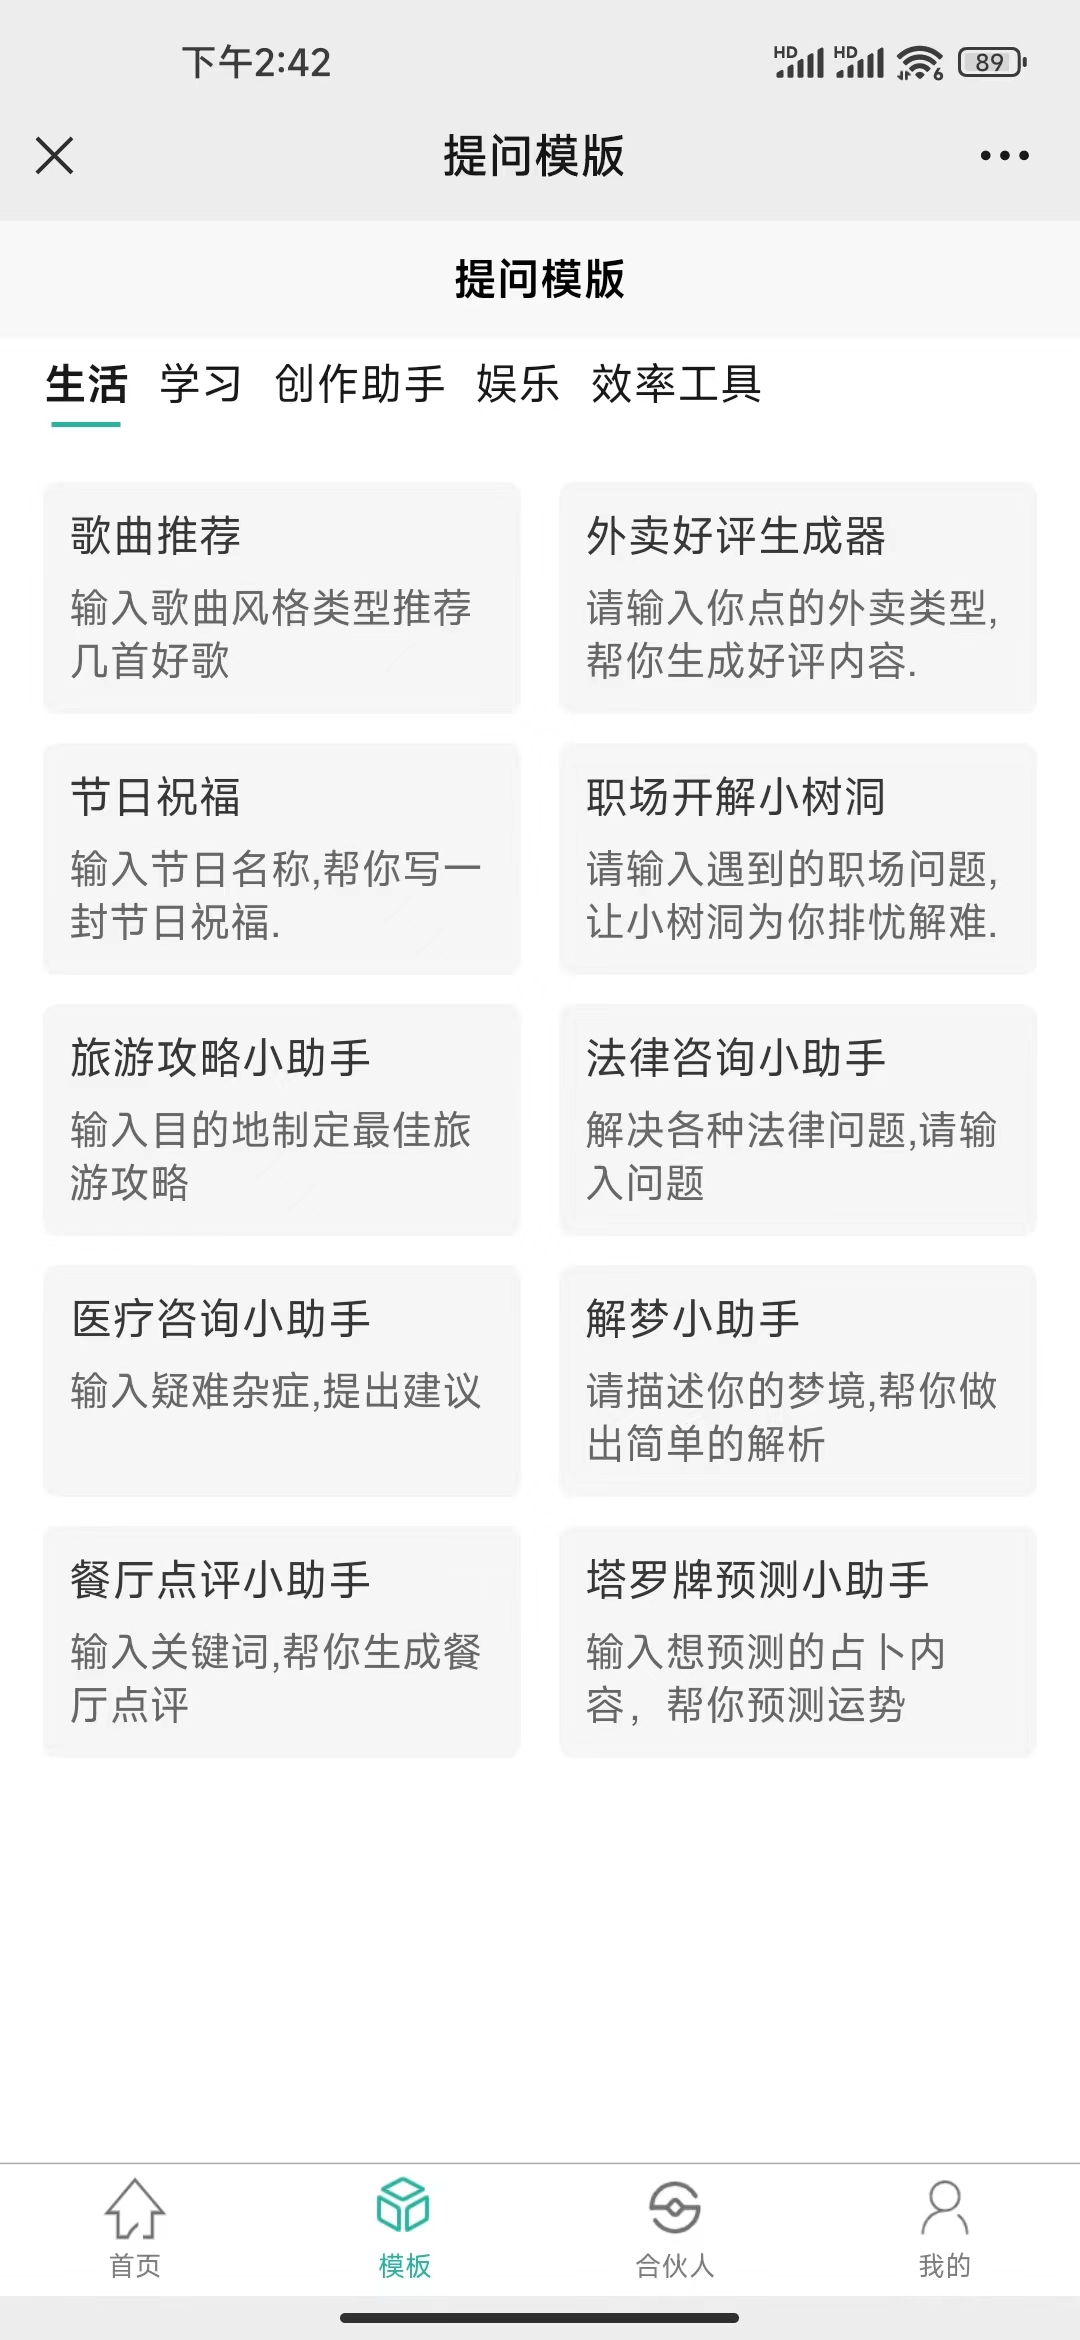 下午2:42
HD HD 6 89
提问模版
提问模版
生活 学习 创作助手 娱乐 效率工具
歌曲推荐
输入歌曲风格类型推荐
几首好歌
外卖好评生成器
请输入你点的外卖类型,
帮你生成好评内容.
节日祝福
输入节日名称,帮你写一
封节日祝福.
职场开解小树洞
请输入遇到的职场问题,
让小树洞为你排忧解难.
旅游攻略小助手
输入目的地制定最佳旅
游攻略
法律咨询小助手
解决各种法律问题,请输
入问题
医疗咨询小助手
输入疑难杂症,提出建议
解梦小助手
请描述你的梦境,帮你做
出简单的解析
餐厅点评小助手
输入关键词,帮你生成餐
厅点评
塔罗牌预测小助手
输入想预测的占卜内
容，帮你预测运势
首页 模板 合伙人 我的